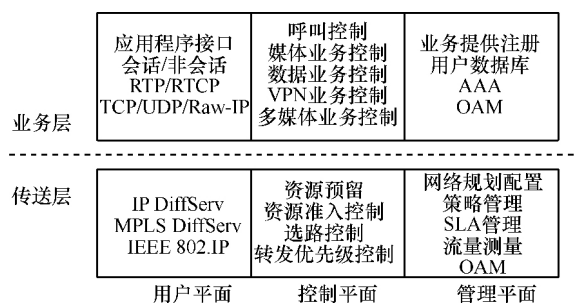 应用程序接口
会话/非会话
RTP/RTCP
TCP/UDP/Raw-IP
呼叫控制
媒体业务控制
数据业务控制
VPN业务控制
多媒体业务控制
业务提供注册
用户数据库
AAA
OAM
业务层
传送层
IP DiffServ
MPLS DiffServ
IEEE 802.IP
资源预留
资源准入控制
选路控制
转发优先级控制
网络规划配置
策略管理
SLA管理
流量测量
OAM
用户平面
控制平面
管理平面